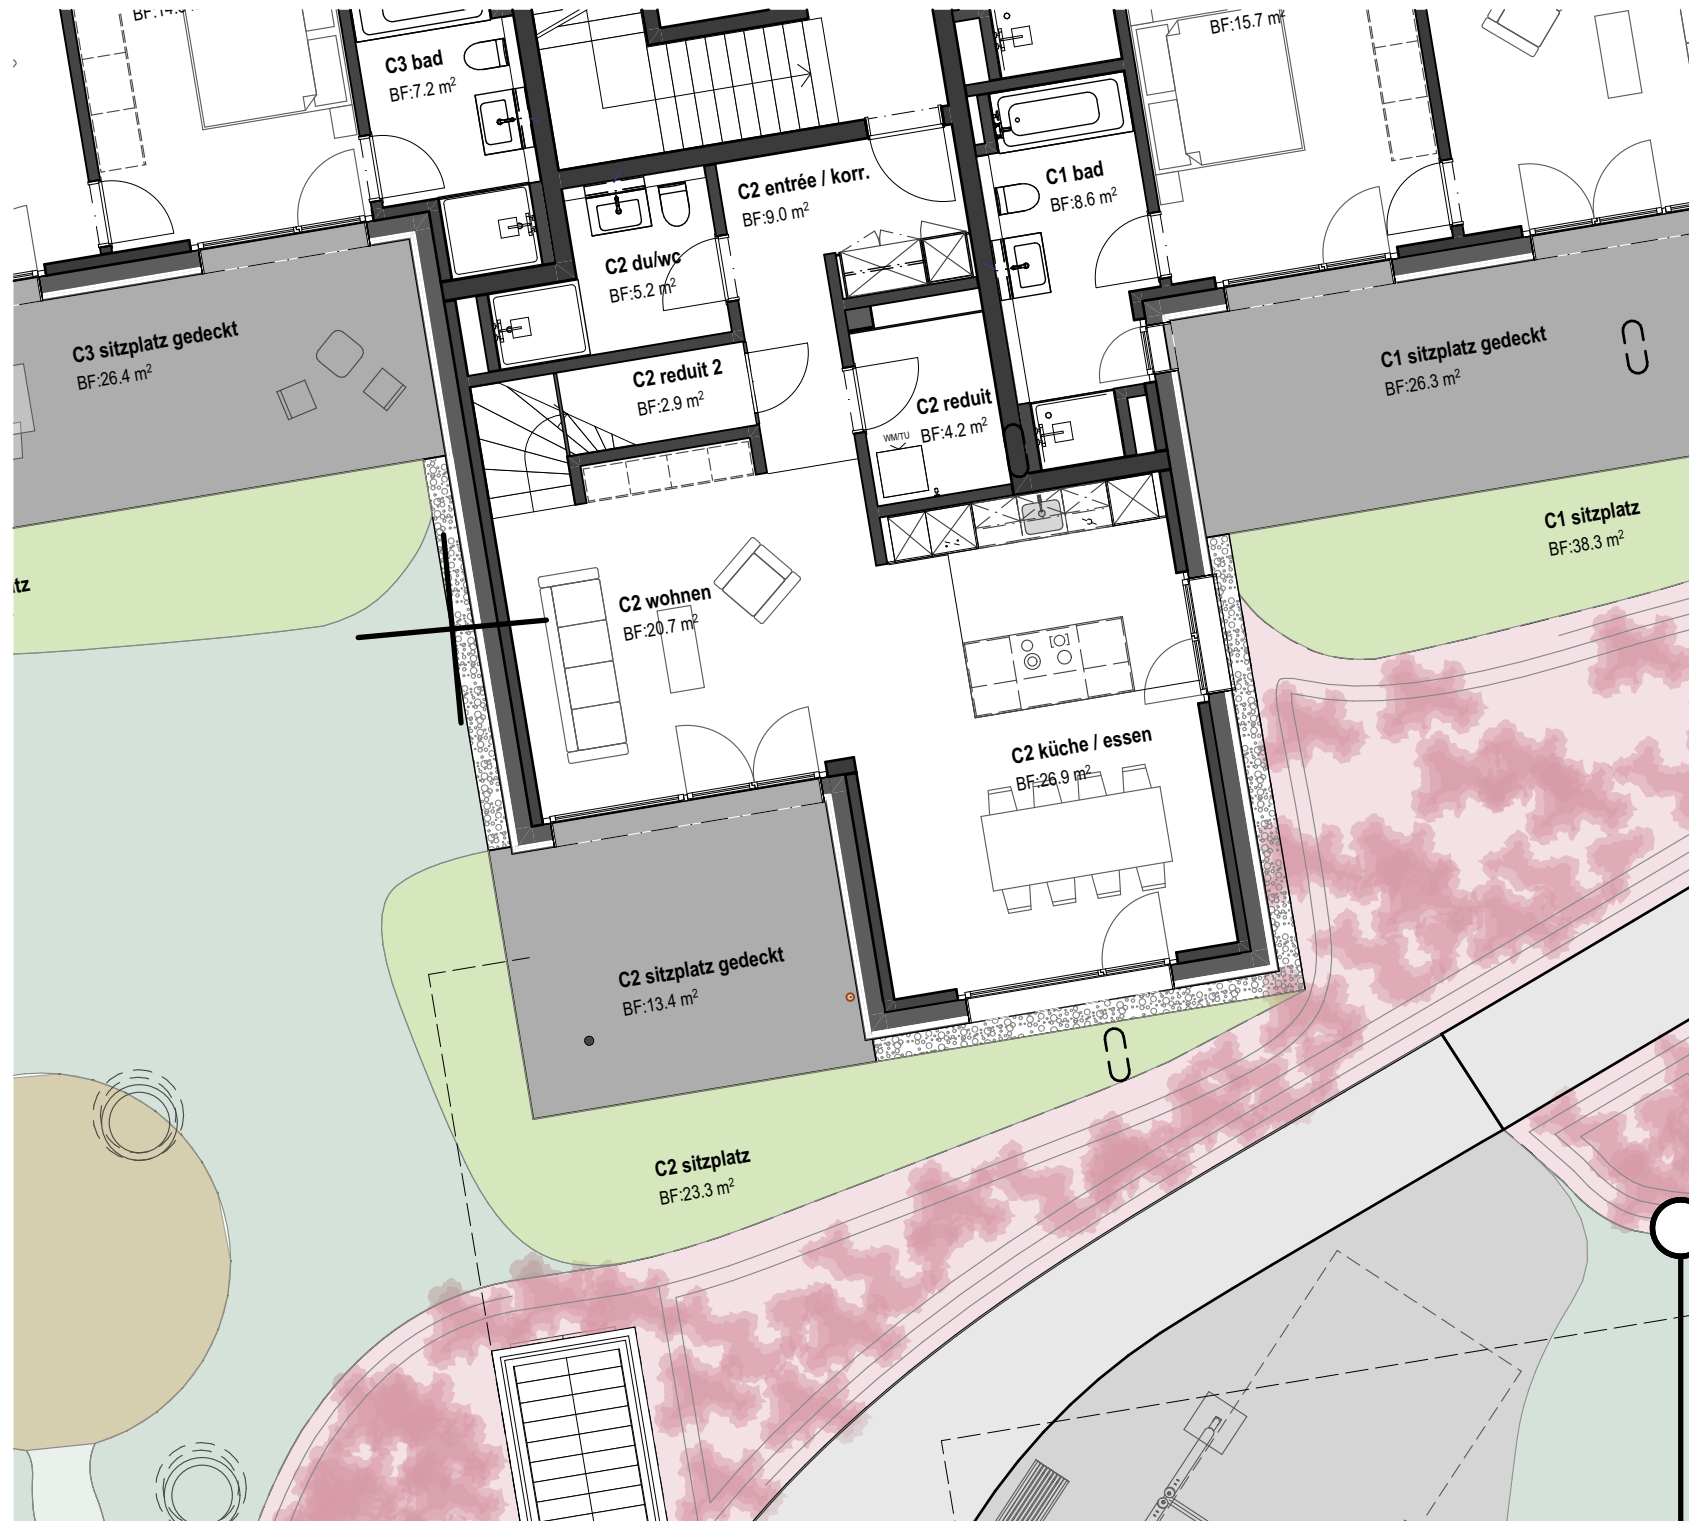 C3 bad
BF:7.2 m²
BF:15.7 m²
C2 entrée / korr.
BF:9.0 m²
C1 bad
BF:8.6 m²
C2 du/wc
BF:5.2 m²
C3 sitzplatz gedeckt
BF:26.4 m²
C2 reduit 2
BF:2.9 m²
C2 reduit
BF:4.2 m²
WM/TU
C1 sitzplatz gedeckt
BF:26.3 m²
C1 sitzplatz
BF:38.3 m²
C2 wohnen
BF:20.7 m²
C2 küche / essen
BF:26.9 m²
C2 sitzplatz gedeckt
BF:13.4 m²
C2 sitzplatz
BF:23.3 m²